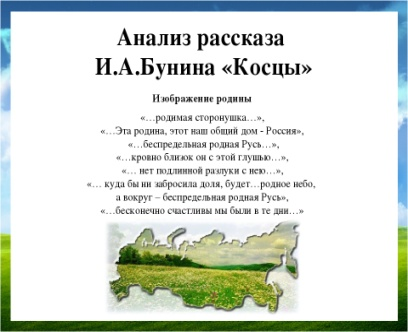 Анализ рассказа
И.А.Бунина «Косцы»
Изображение родины
«…родимая сторонушка…»,
«…Эта родина, этот наш общий дом - Россия»,
«…беспредельная родная Русь…»,
«…кровно близок он с этой глушью…»,
«… нет подлинной разлуки с нею…»,
«… куда бы ни забросила доля, будет…родное небо,
а вокруг – беспредельная родная Русь»,
«…бесконечно счастливы мы были в те дни…»